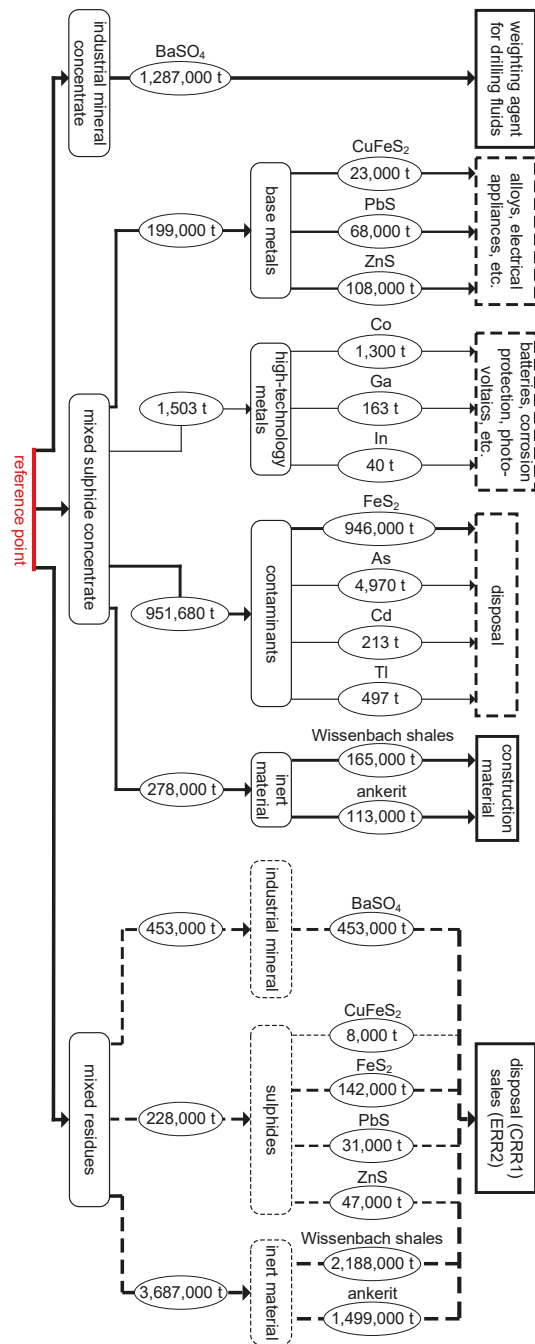 reference point
industrial mineral
concentrate
BaSO₄
1,287,000 t
weighting agent
for drilling fluids
mixed sulphide concentrate
199,000 t
base metals
CuFeS₂
23,000 t
PbS
68,000 t
ZnS
108,000 t
alloys, electrical
appliances, etc.
1,503 t
high-technology
metals
Co
1,300 t
Ga
163 t
In
40 t
batteries, corrosion
protection, photo-
voltaics, etc.
951,680 t
contaminants
FeS₂
946,000 t
As
4,970 t
Cd
213 t
Tl
497 t
disposal
278,000 t
inert
material
Wissenbach shales
165,000 t
ankerit
113,000 t
construction
material
mixed residues
453,000 t
industrial mineral
BaSO₄
453,000 t
228,000 t
sulphides
CuFeS₂
8,000 t
FeS₂
142,000 t
PbS
31,000 t
ZnS
47,000 t
3,687,000 t
inert material
Wissenbach shales
2,188,000 t
ankerit
1,499,000 t
disposal (CRR1)
sales (ERR2)